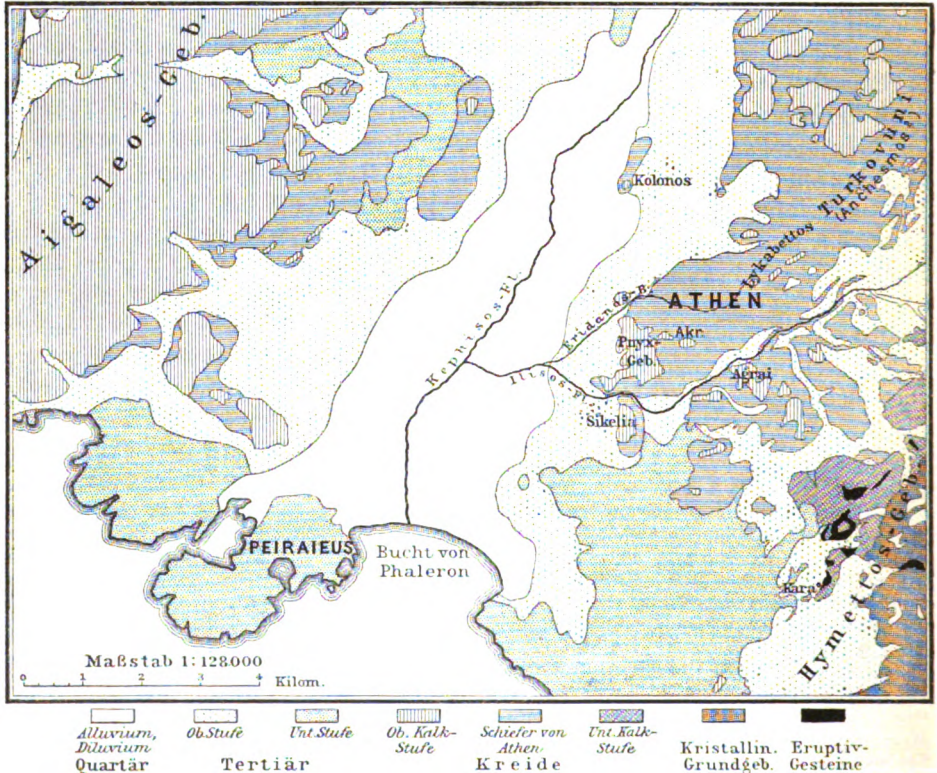 Aigaleos-Geb.
Turkovuni
(Anchesmos?)
Kolonos
Lykabettos
Kephisos-Fl.
Eridanos-B.
ATHEN
Akr.
Pnyx-
Geb.
Ilisos-Fl.
Agrai
Sikelia
Hymettos-Geb.
PEIRAIEUS
Bucht von
Phaleron
Kara
Maßstab 1:128000
0 1 2 3 4 Kilom.
Alluvium, Diluvium
Quartär
Ob.Stufe
Unt.Stufe
Tertiär
Ob. Kalk-Stufe
Schiefer von Athen
Unt.Kalk-Stufe
Kreide
Kristallin. Grundgeb.
Eruptiv-Gesteine